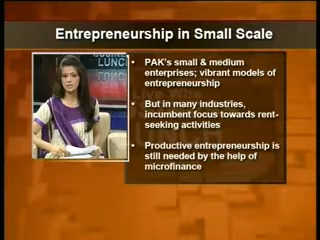 Entrepreneurship in Small Scale
LUNCH
• PAK's small & medium
enterprises; vibrant models of
entrepreneurship
• But in many industries,
incumbent focus towards rent-
seeking activities
• Productive entrepreneurship is
still needed by the help of
microfinance